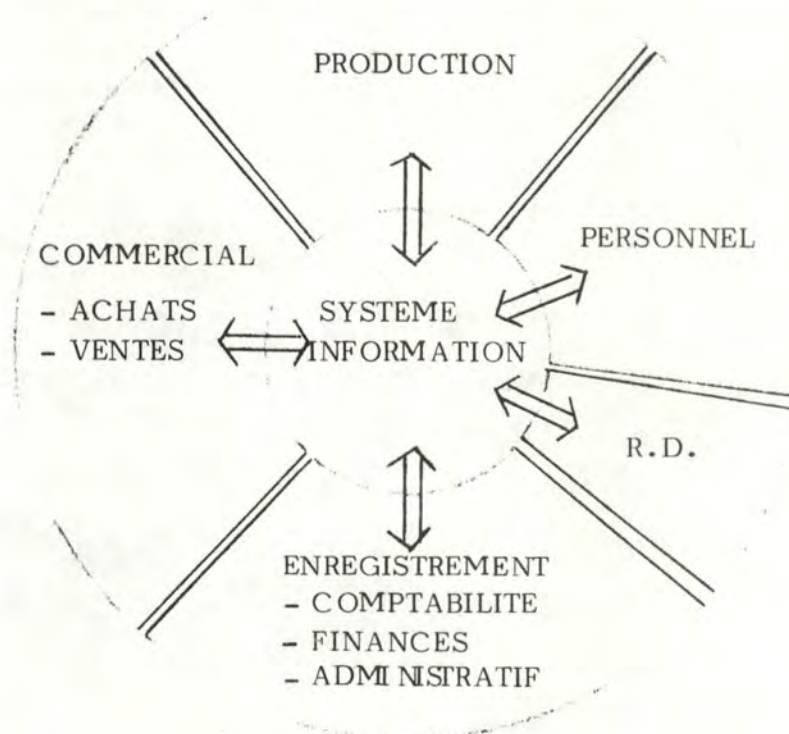 PRODUCTION
PERSONNEL
COMMERCIAL
- ACHATS
- VENTES
SYSTEME
INFORMATION
R.D.
ENREGISTREMENT
- COMPTABILITE
- FINANCES
- ADMINISTRATIF